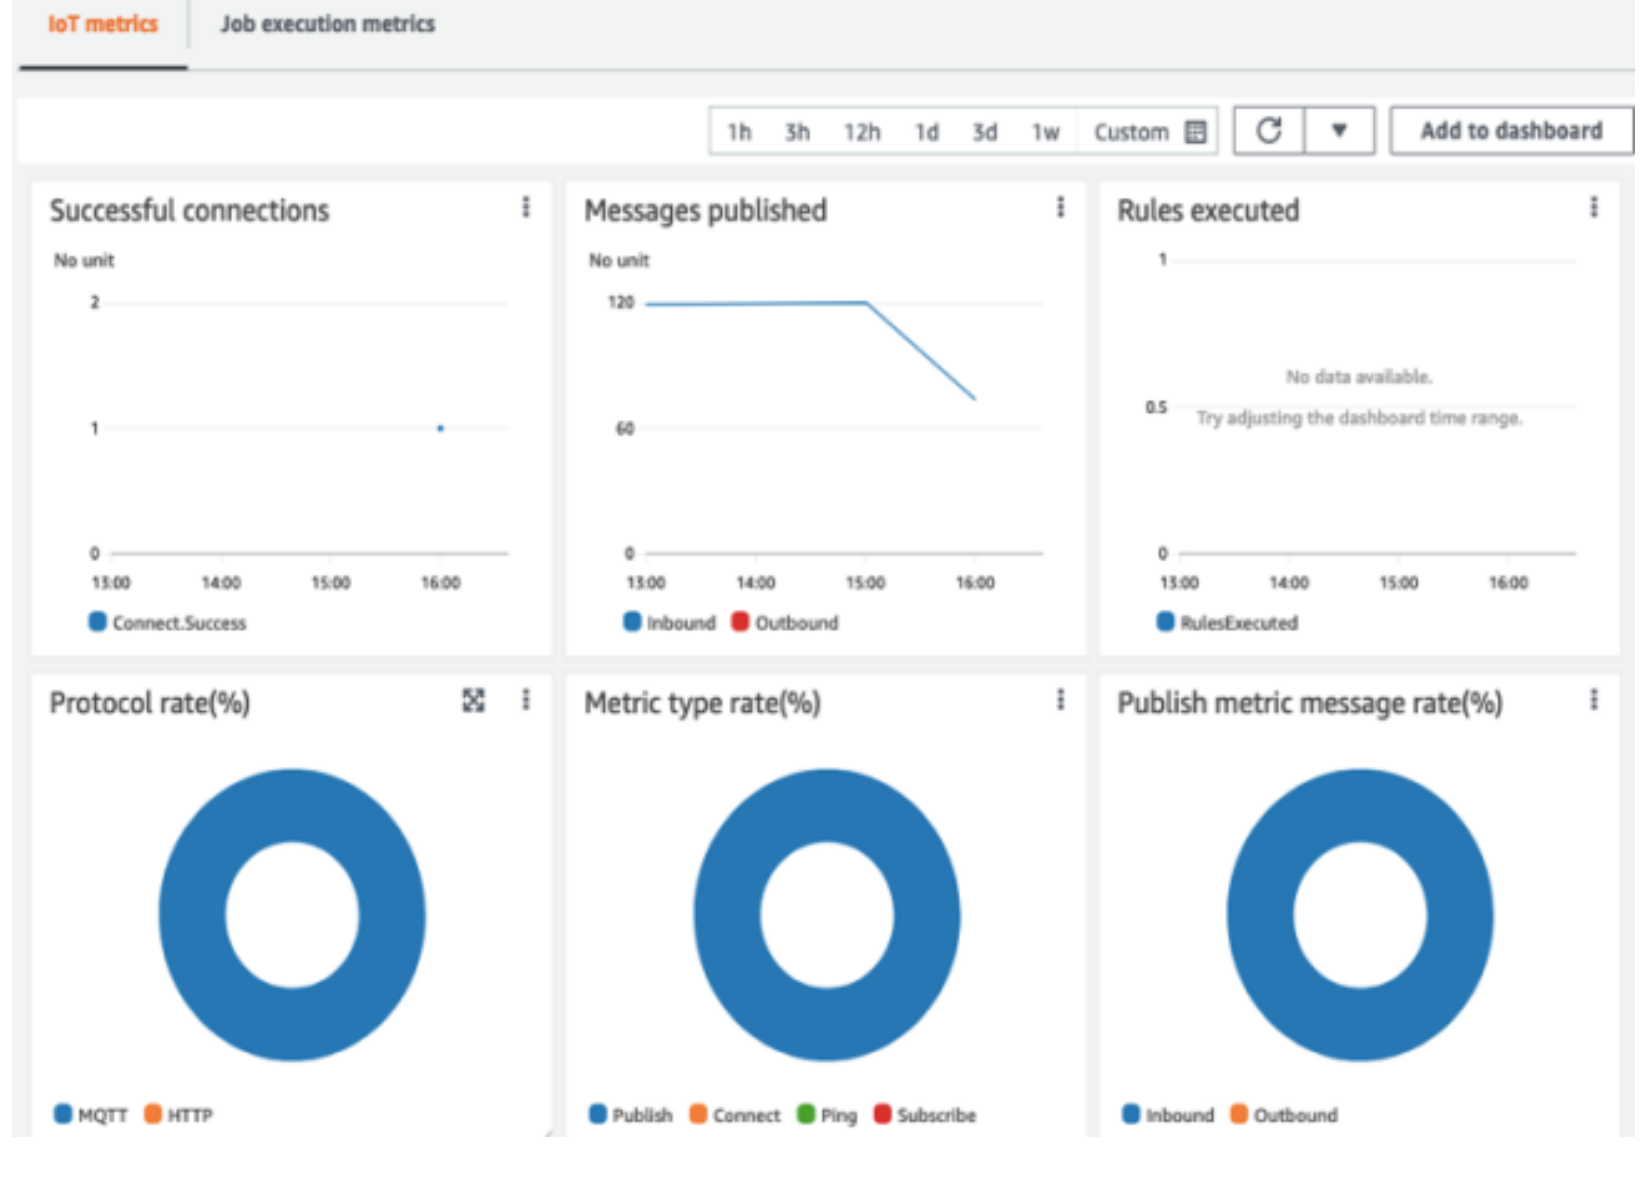 IoT metrics Job execution metrics
1h 3h 12h 1d 3d 1w Custom Add to dashboard
Successful connections
No unit
2
1
0
13:00 14:00 15:00 16:00
Connect.Success
Messages published
No unit
120
60
0
13:00 14:00 15:00 16:00
Inbound Outbound
Rules executed
1
No data available.
0.5
Try adjusting the dashboard time range.
0
13:00 14:00 15:00 16:00
RulesExecuted
Protocol rate(%)
MQTT HTTP
Metric type rate(%)
Publish Connect Ping Subscribe
Publish metric message rate(%)
Inbound Outbound